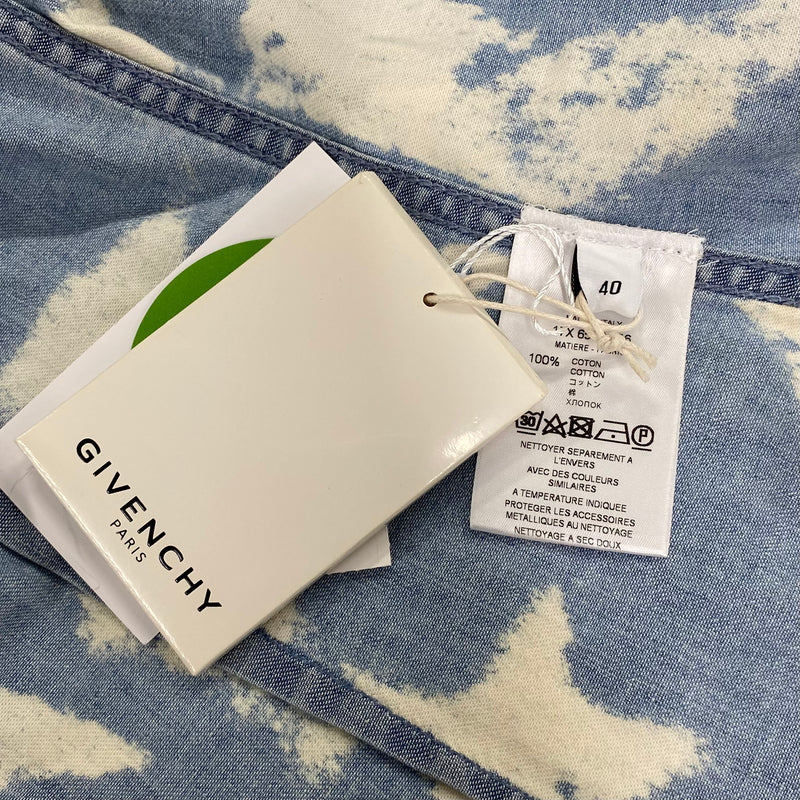 GIVENCHY
PARIS
40
100% COTON
COTTON
コットン
棉
ХЛОПОК
30
P
NETTOYER SEPAREMENT A
L'ENVERS
AVEC DES COULEURS
SIMILAIRES
A TEMPERATURE INDIQUEE
PROTEGER LES ACCESSOIRES
METALLIQUES AU NETTOYAGE
NETTOYAGE A SEC DOUX